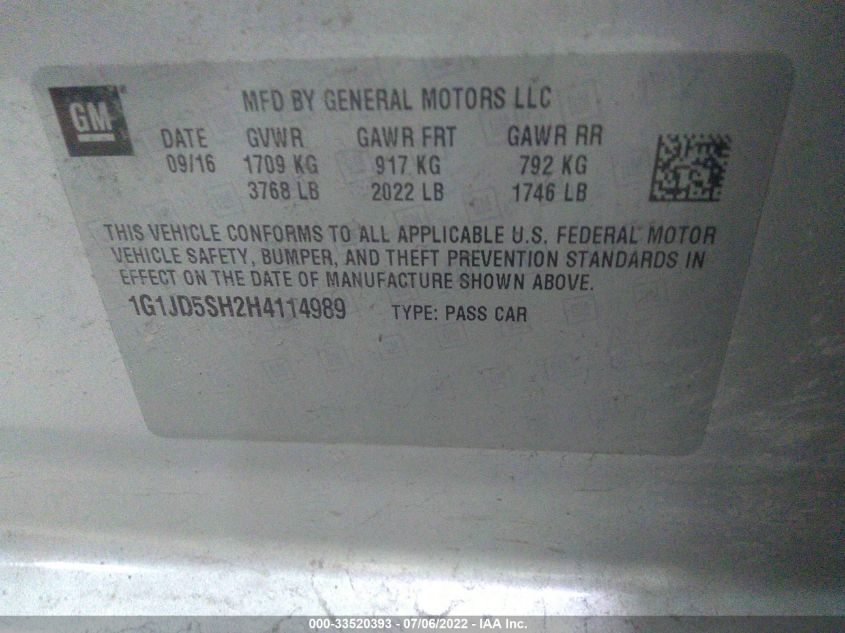 GM
MFD BY GENERAL MOTORS LLC
DATE GVWR GAWR FRT GAWR RR
09/16 1709 KG 917 KG 792 KG
3768 LB 2022 LB 1746 LB
THIS VEHICLE CONFORMS TO ALL APPLICABLE U.S. FEDERAL MOTOR
VEHICLE SAFETY, BUMPER, AND THEFT PREVENTION STANDARDS IN
EFFECT ON THE DATE OF MANUFACTURE SHOWN ABOVE.
1G1JD5SH2H4114989 TYPE: PASS CAR
000-33520393 - 07/06/2022 - IAA Inc.